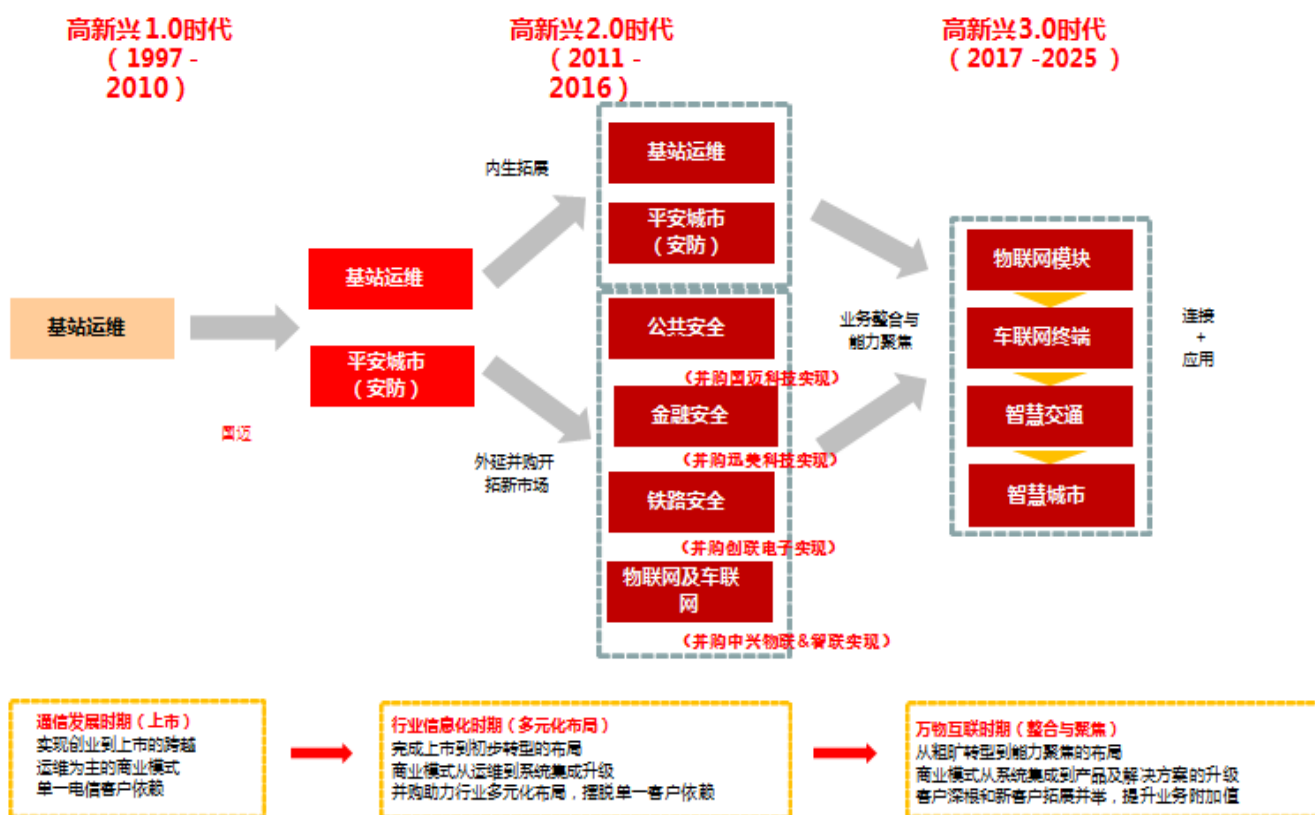 高新兴1.0时代
（1997 -
2010）
高新兴2.0时代
（2011 -
2016）
高新兴3.0时代
（2017 -2025 ）
基站运维
国迈
基站运维
平安城市
（安防）
内生拓展
外延并购开
拓新市场
基站运维
平安城市
（安防）
公共安全
（并购国迈科技实现）
金融安全
（并购迅美科技实现）
铁路安全
（并购创联电子实现）
物联网及车联
网
（并购中兴物联&智联实现）
业务整合与
能力聚焦
物联网模块
车联网终端
智慧交通
智慧城市
连接
+
应用
通信发展时期（上市）
实现创业到上市的跨越
运维为主的商业模式
单一电信客户依赖
行业信息化时期（多元化布局）
完成上市到初步转型的布局
商业模式从运维到系统集成升级
并购助力行业多元化布局，摆脱单一客户依赖
万物互联时期（整合与聚焦）
从粗旷转型到能力聚焦的布局
商业模式从系统集成到产品及解决方案的升级
客户深根和新客户拓展并举，提升业务附加值